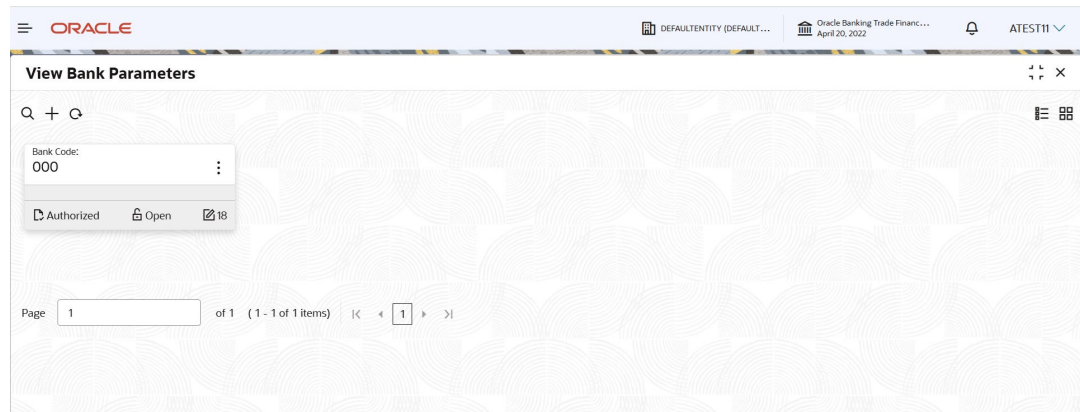 ORACLE
DEFAULTENTITY (DEFAULT...
Oracle Banking Trade Financ...
April 20, 2022
ATEST11
View Bank Parameters
Bank Code:
000
Authorized Open 18
Page 1 of 1 ( 1 - 1 of 1 items) 1